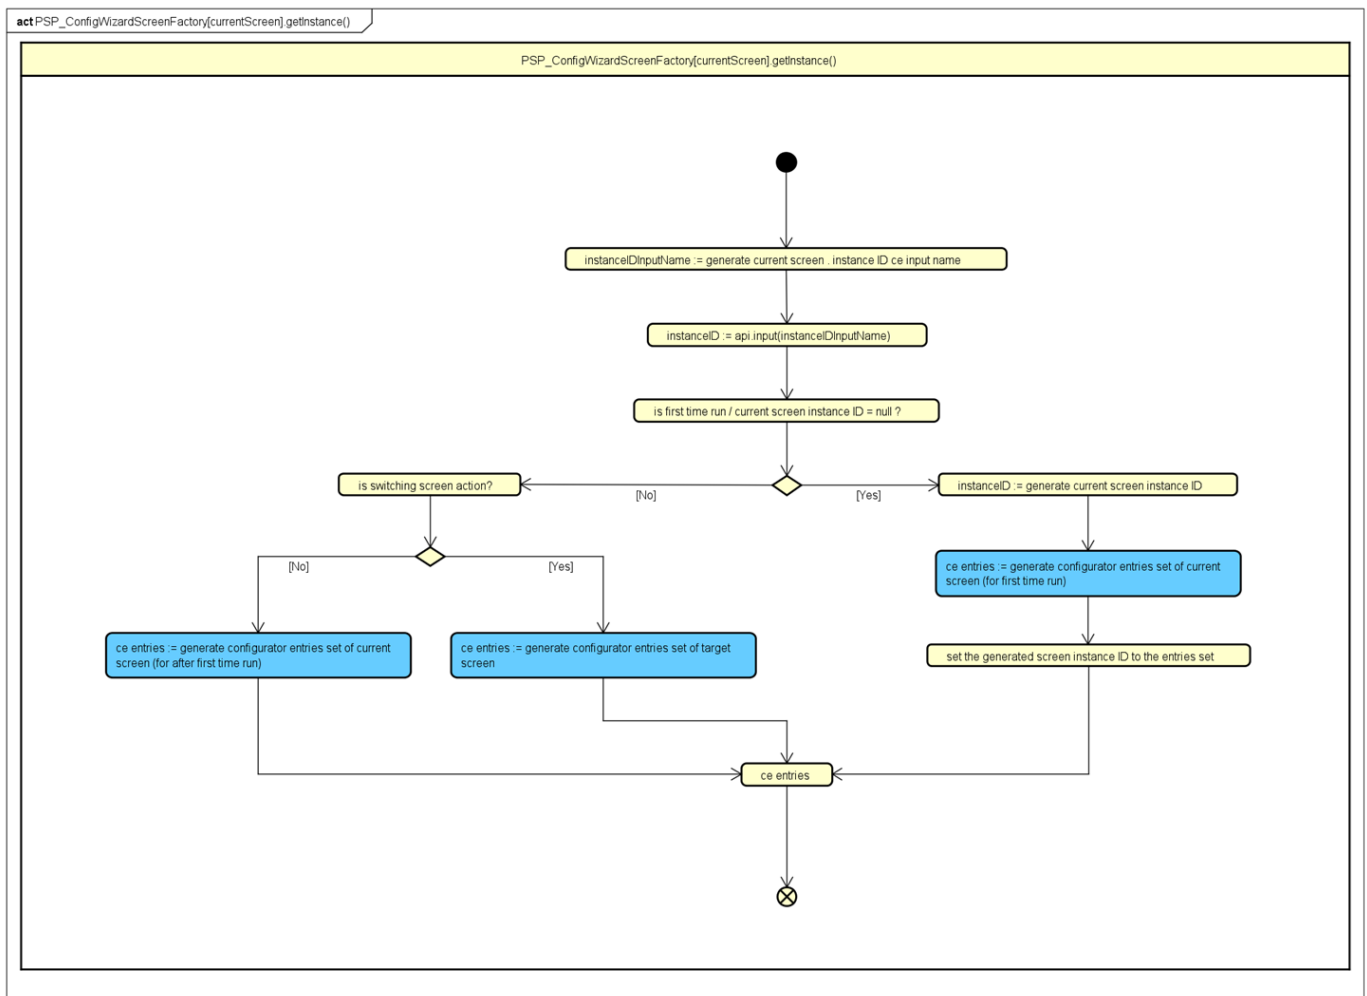 act PSP_ConfigWizardScreenFactory[currentScreen].getInstance()
PSP_ConfigWizardScreenFactory[currentScreen].getInstance()
instanceIDInputName := generate current screen . instance ID ce input name
instanceID := api.input(instanceIDInputName)
is first time run / current screen instance ID = null ?
is switching screen action?
[No]
[Yes]
instanceID := generate current screen instance ID
[No]
[Yes]
ce entries := generate configurator entries set of current
screen (for first time run)
ce entries := generate configurator entries set of current
screen (for after first time run)
ce entries := generate configurator entries set of target
screen
set the generated screen instance ID to the entries set
ce entries